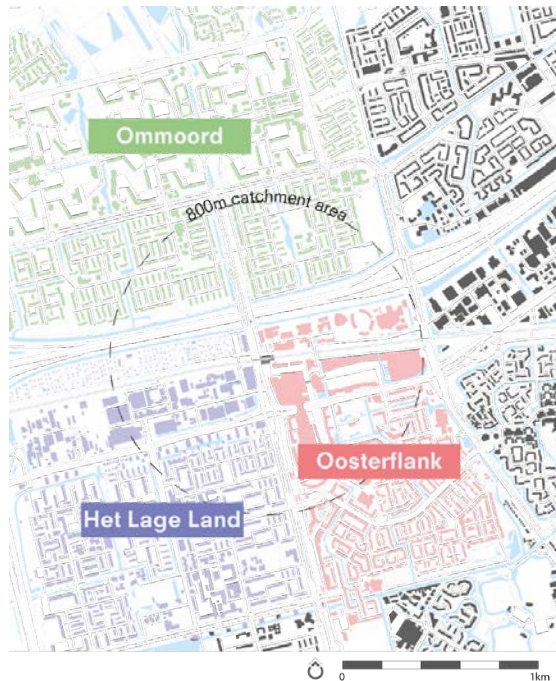 Ommoord
800m catchment area
Oosterflank
Het Lage Land
0 1km